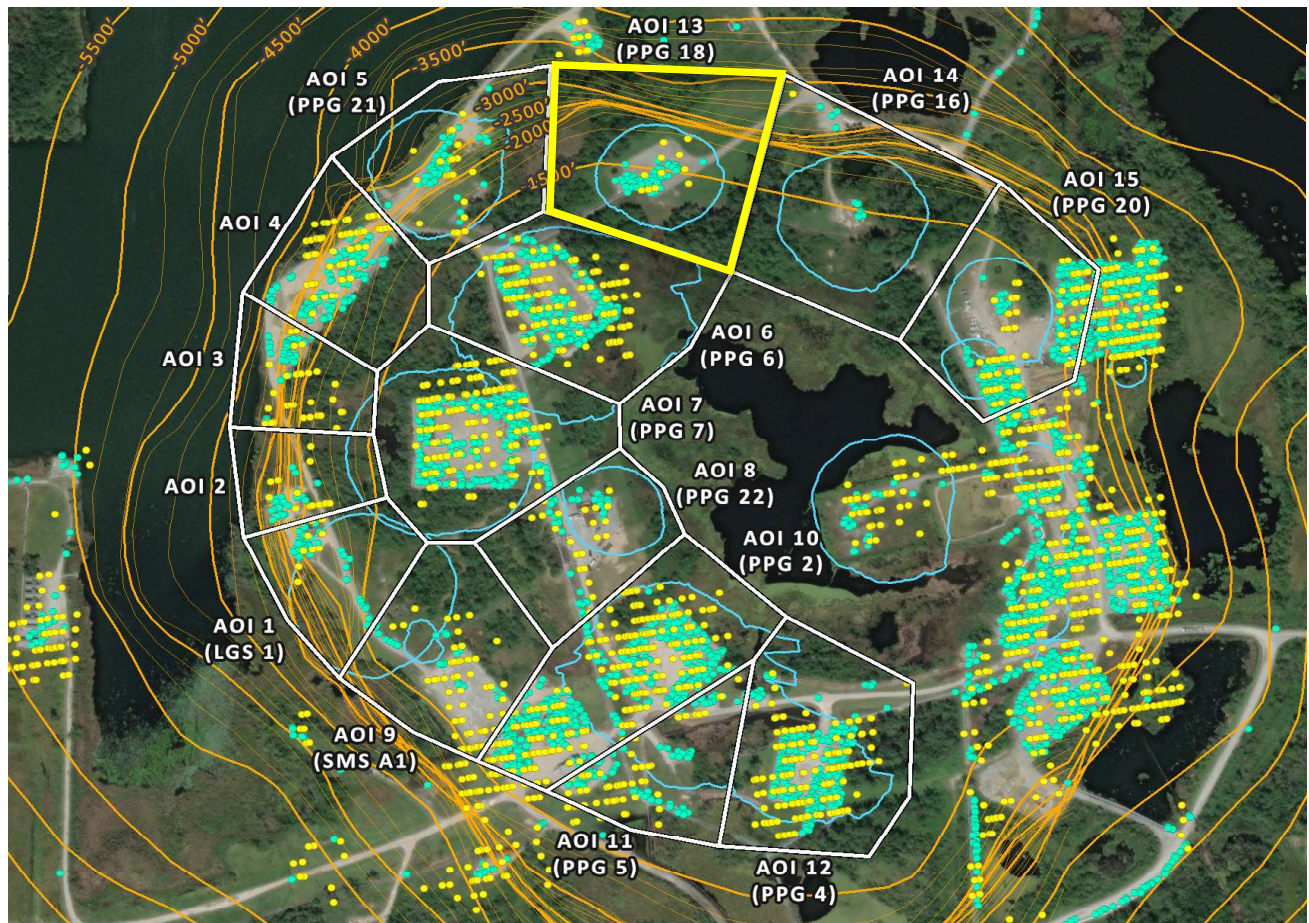 -5500'
-5000'
-4500'
-4000'
-3500'
-3000'
-2500'
-2000'
-1500'
AOI 13
(PPG 18)
AOI 5
(PPG 21)
AOI 14
(PPG 16)
AOI 15
(PPG 20)
AOI 4
AOI 3
AOI 6
(PPG 6)
AOI 7
(PPG 7)
AOI 8
(PPG 22)
AOI 2
AOI 10
(PPG 2)
AOI 1
(LGS 1)
AOI 9
(SMS A1)
AOI 11
(PPG 5)
AOI 12
(PPG 4)